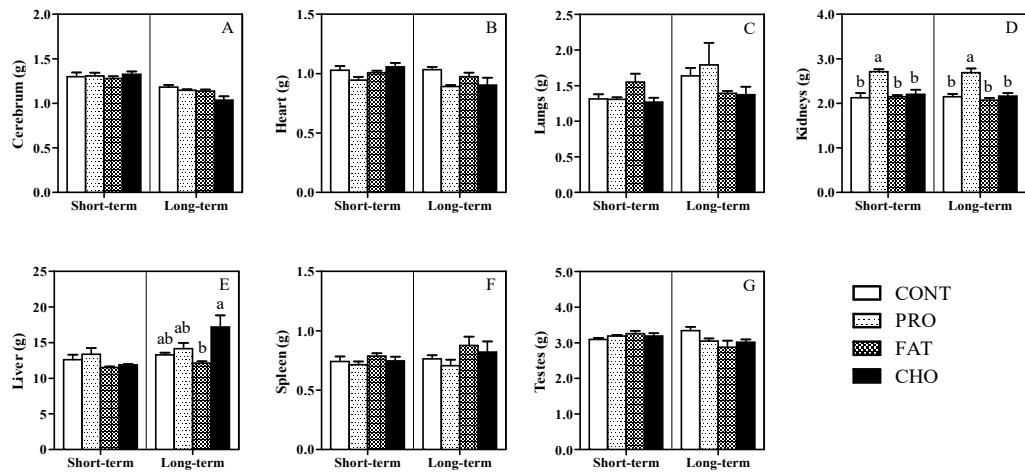 A
Cerebrum (g)
2.0
1.5
1.0
0.5
0.0
Short-term Long-term
B
Heart (g)
1.5
1.0
0.5
0.0
Short-term Long-term
C
Lungs (g)
2.5
2.0
1.5
1.0
0.5
0.0
Short-term Long-term
D
Kidneys (g)
4.0
3.0
2.0
1.0
0.0
b a b b b a b b
Short-term Long-term
E
Liver (g)
25
20
15
10
5
0
ab ab b a
Short-term Long-term
F
Spleen (g)
1.5
1.0
0.5
0.0
Short-term Long-term
G
Testes (g)
5.0
4.0
3.0
2.0
1.0
0.0
Short-term Long-term
CONT
PRO
FAT
CHO